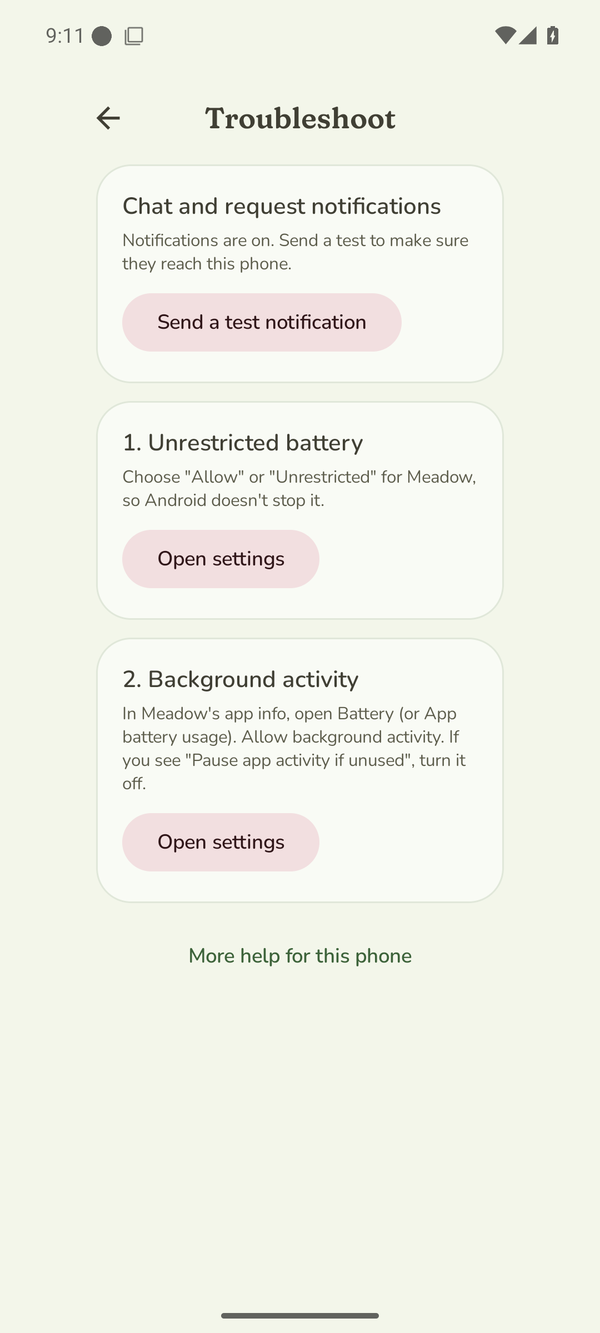 9:11
Troubleshoot
Chat and request notifications
Notifications are on. Send a test to make sure
they reach this phone.
Send a test notification
1. Unrestricted battery
Choose "Allow" or "Unrestricted" for Meadow,
so Android doesn't stop it.
Open settings
2. Background activity
In Meadow's app info, open Battery (or App
battery usage). Allow background activity. If
you see "Pause app activity if unused", turn it
off.
Open settings
More help for this phone